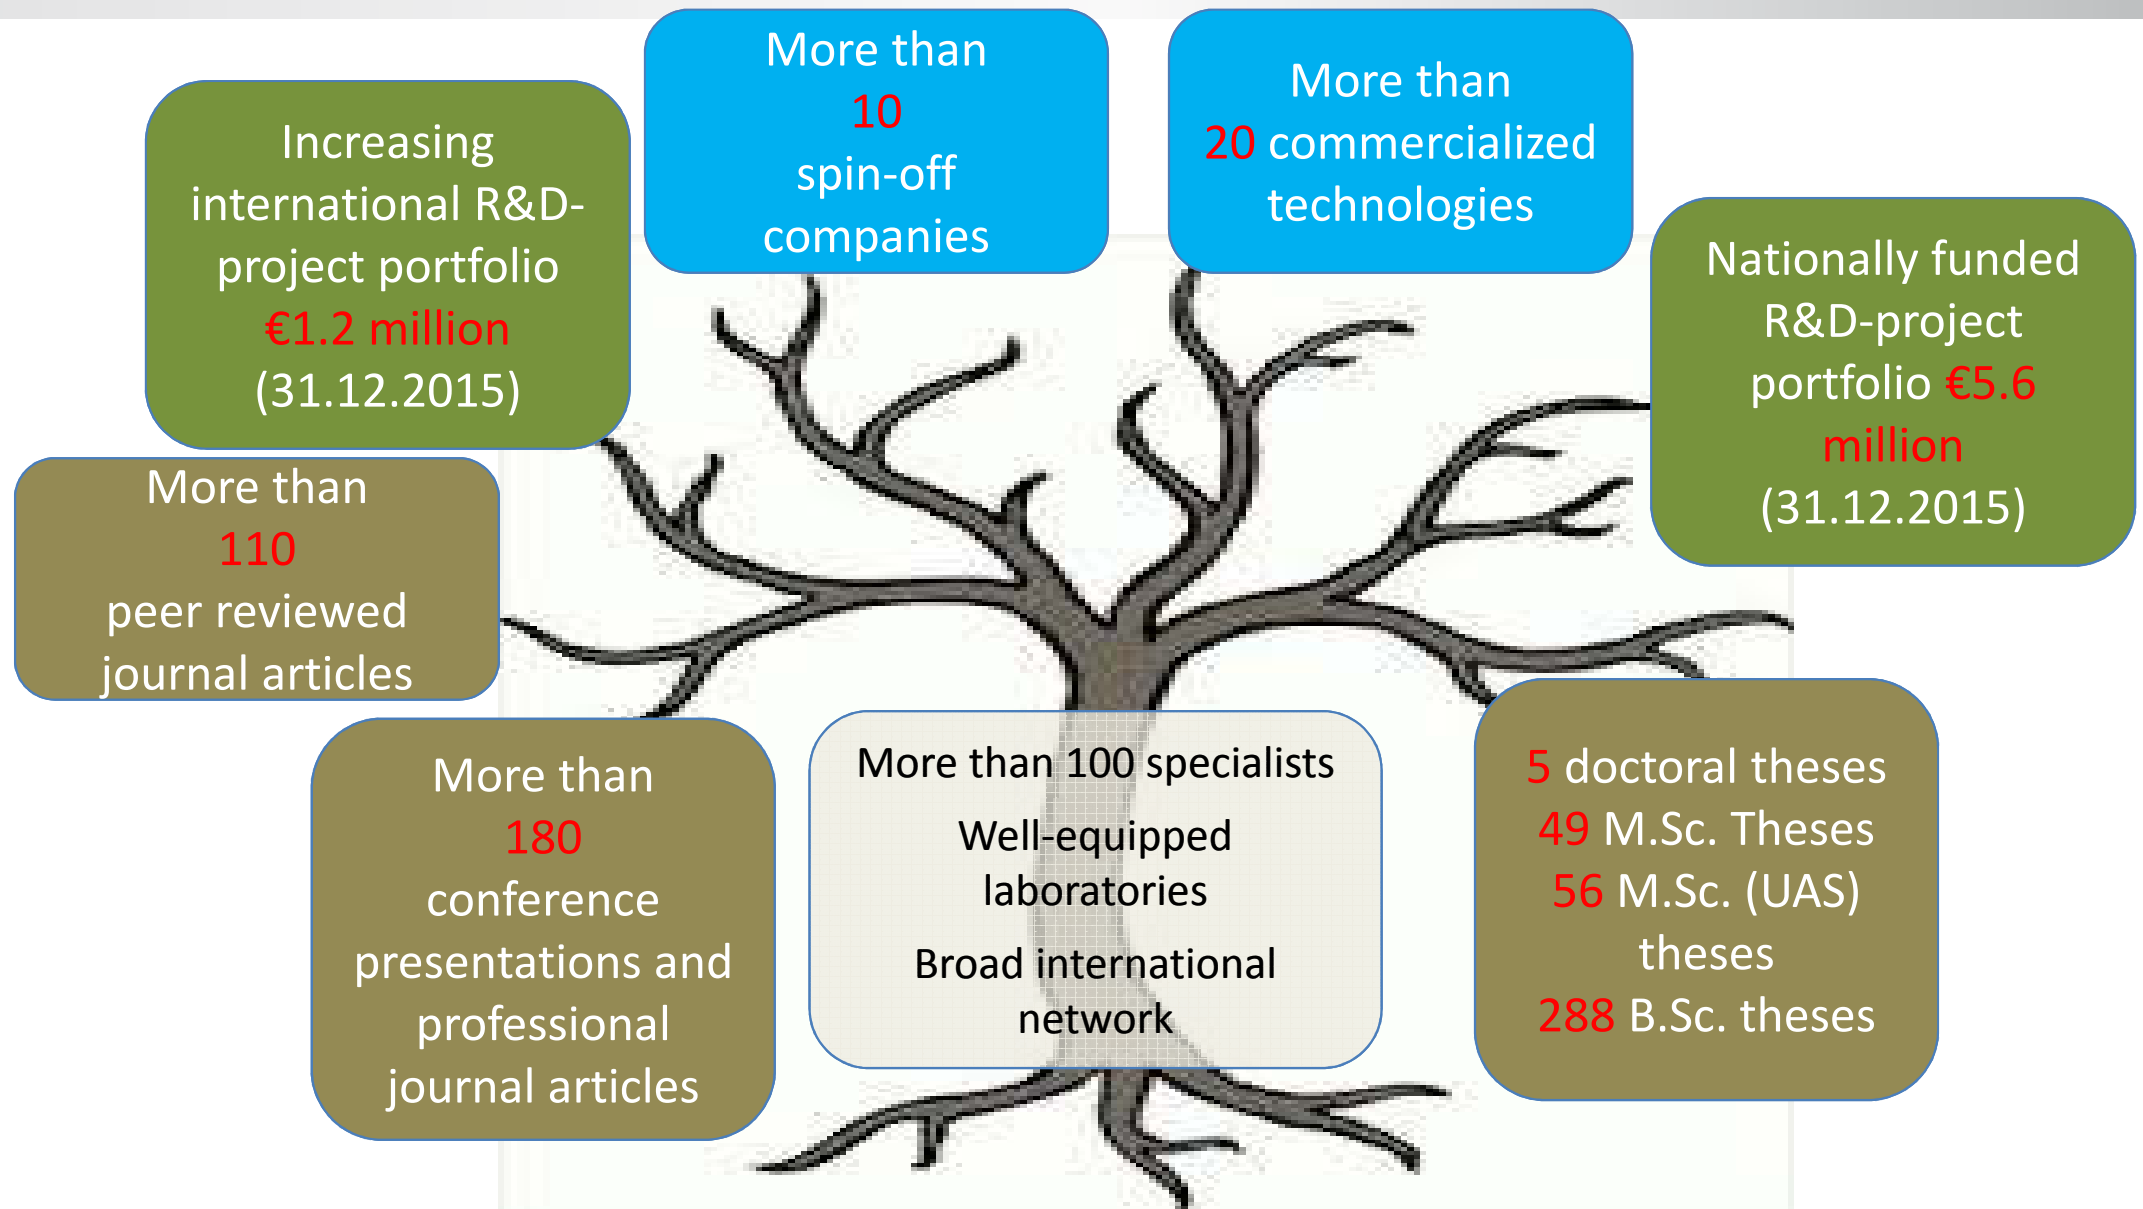 More than
10
spin-off
companies
More than
20 commercialized
technologies
Increasing
international R&D-
project portfolio
€1.2 million
(31.12.2015)
Nationally funded
R&D-project
portfolio €5.6
million
(31.12.2015)
More than
110
peer reviewed
journal articles
More than
180
conference
presentations and
professional
journal articles
More than 100 specialists
Well-equipped
laboratories
Broad international
network
5 doctoral theses
49 M.Sc. Theses
56 M.Sc. (UAS)
theses
288 B.Sc. theses